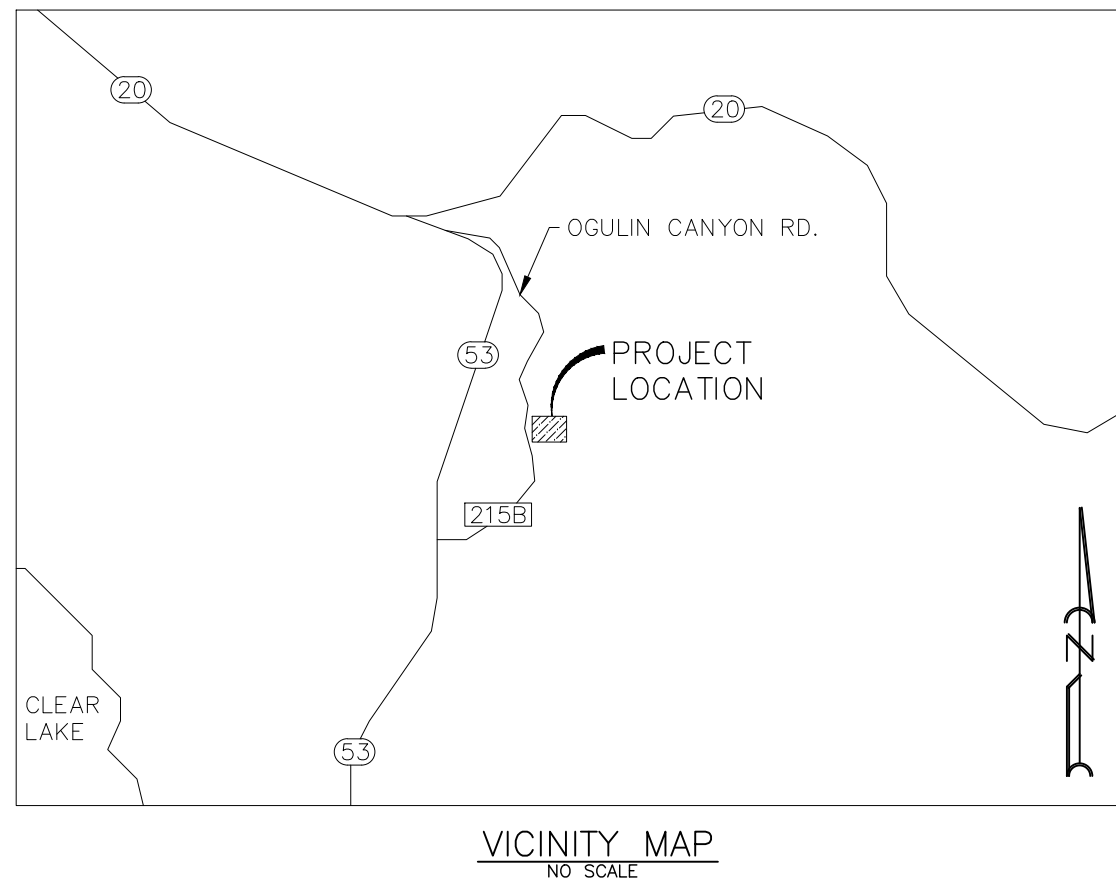 20
20
OGULIN CANYON RD.
53
PROJECT
LOCATION
215B
N
CLEAR
LAKE
53
VICINITY MAP
NO SCALE